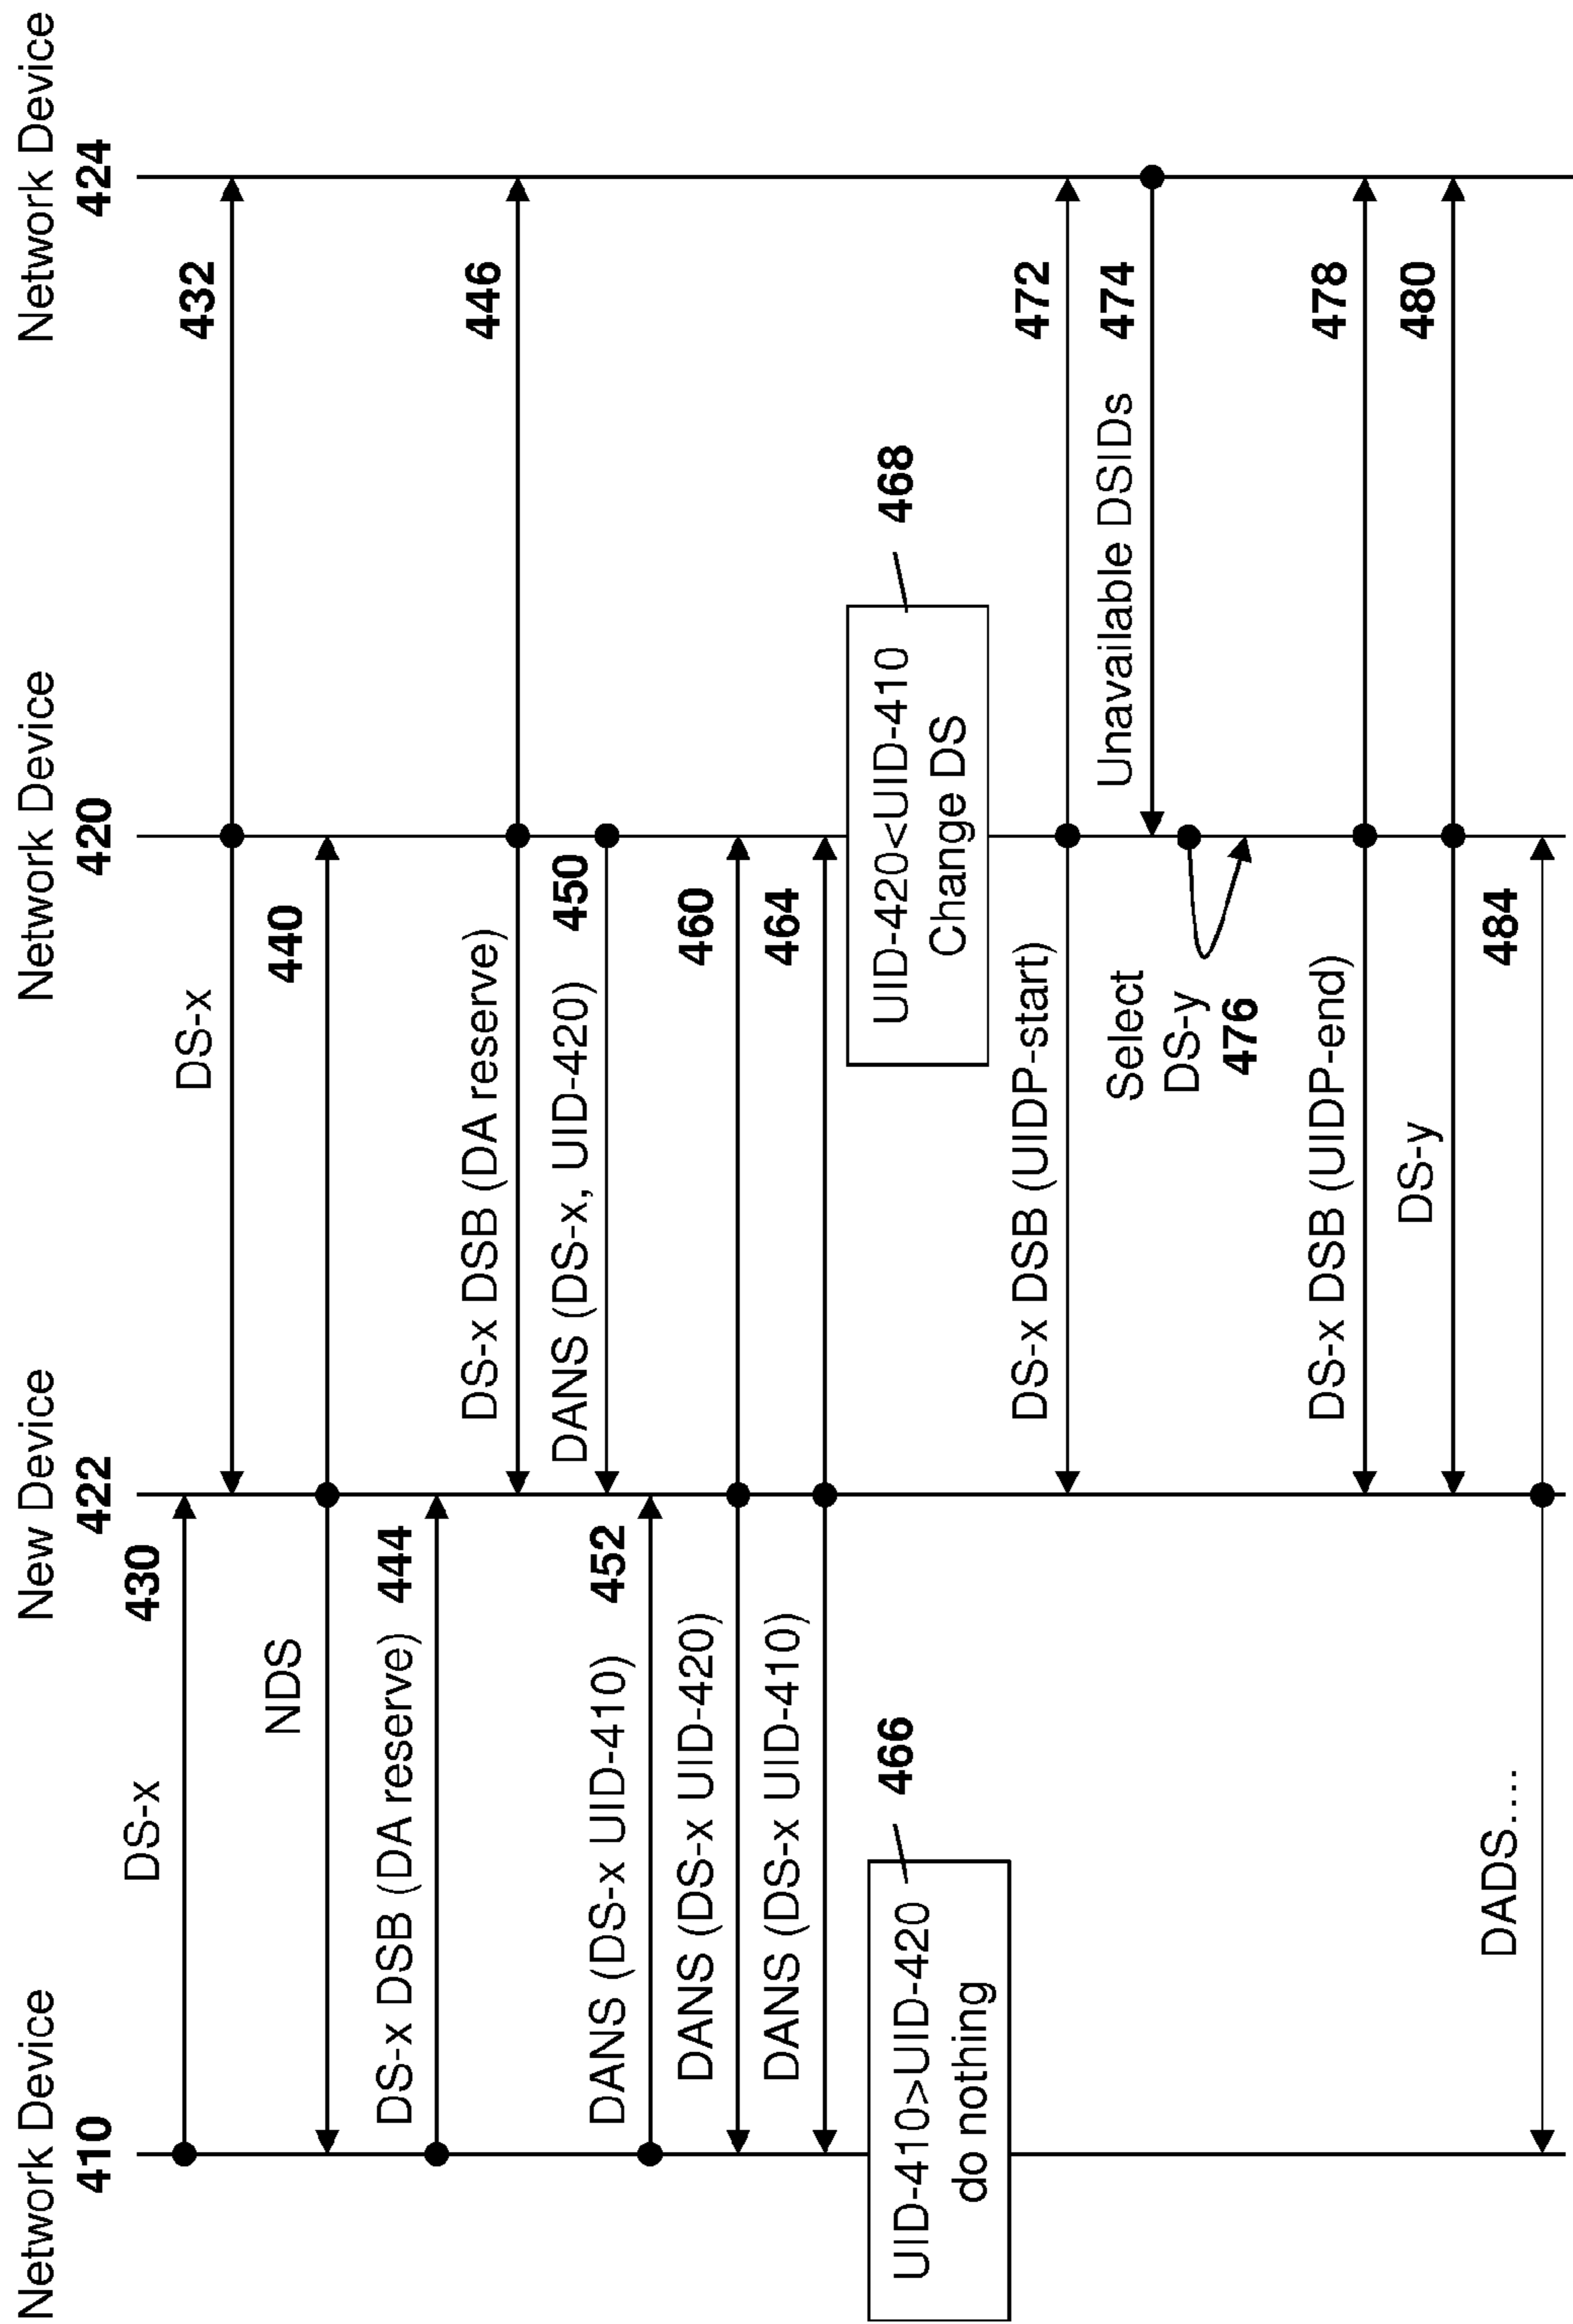 Network Device
410
New Device
422
Network Device
420
Network Device
424
DS-x
430
DS-x
432
NDS
440
DS-x DSB (DA reserve) 444
DS-x DSB (DA reserve)
446
DANS (DS-x, UID-420) 450
DANS (DS-x UID-410) 452
DANS (DS-x UID-420)
460
DANS (DS-x UID-410)
464
UID-410>UID-420
do nothing
466
UID-420<UID-410
Change DS
468
DS-x DSB (UIDP-start)
472
Unavailable DSIDs 474
Select
DS-y
476
DS-x DSB (UIDP-end)
478
DS-y
480
DADS....
484